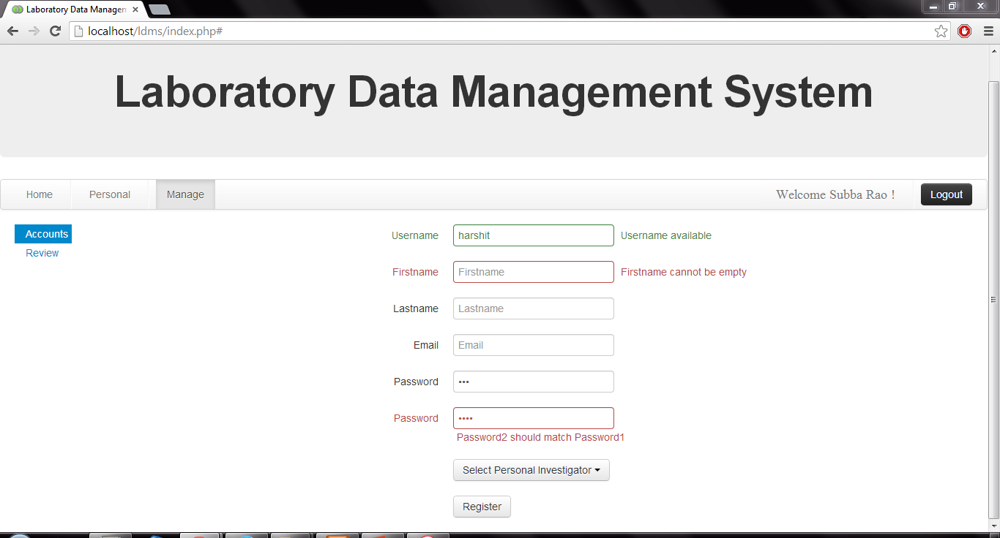 Laboratory Data Managen
localhost/ldms/index.php#
Laboratory Data Management System
Home Personal Manage Welcome Subba Rao ! Logout
Accounts
Review
Username harshit Username available
Firstname Firstname Firstname cannot be empty
Lastname Lastname
Email Email
Password •••
Password ••••
Password2 should match Password1
Select Personal Investigator
Register